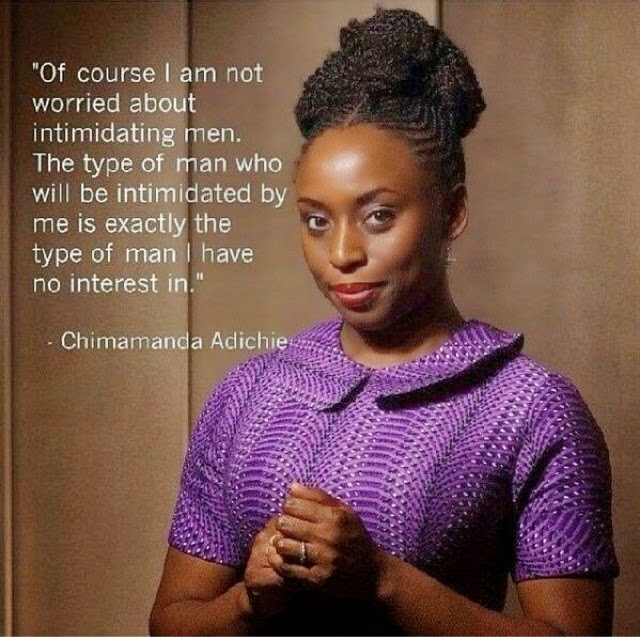 "Of course I am not
worried about
intimidating men.
The type of man who
will be intimidated by
me is exactly the
type of man I have
no interest in."
- Chimamanda Adichie